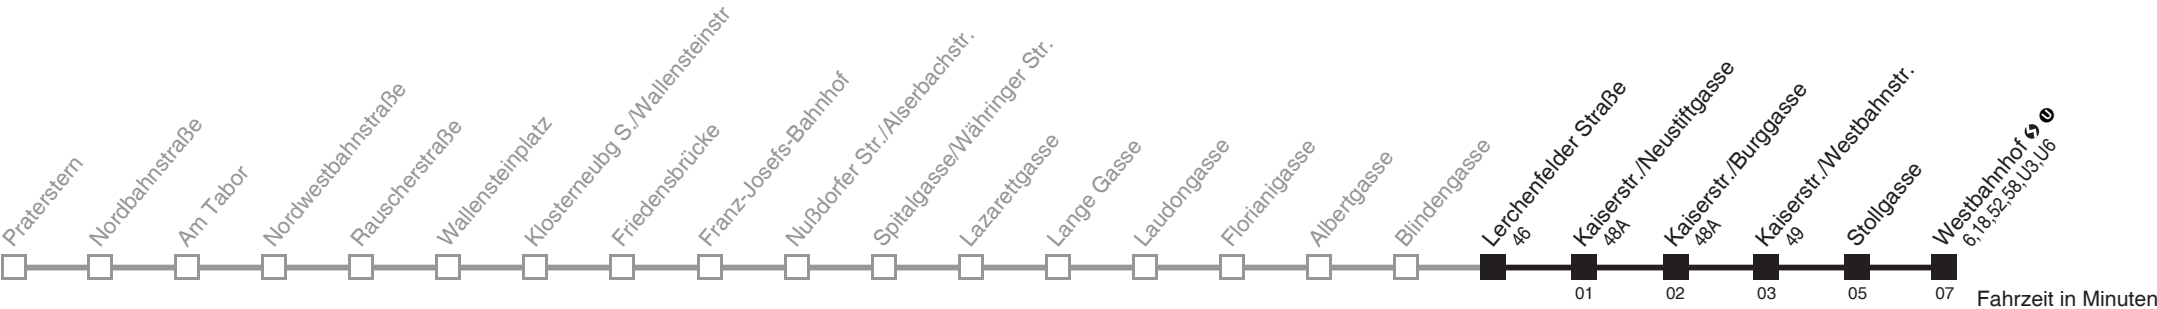 Praterstern
Nordbahnstraße
Am Tabor
Nordwestbahnstraße
Rauscherstraße
Wallensteinplatz
Klosterneubg S./Wallensteinstr
Friedensbrücke
Franz-Josefs-Bahnhof
Nußdorfer Str./Alserbachstr.
Spitalgasse/Währinger Str.
Lazarettgasse
Lange Gasse
Laudongasse
Florianigasse
Albertgasse
Blindengasse
Lerchenfelder Straße
46
Kaiserstr./Neustiftgasse
48A
Kaiserstr./Burggasse
48A
Kaiserstr./Westbahnstr.
49
Stollgasse
Westbahnhof S U
6,18,52,58,U3,U6
01 02 03 05 07
Fahrzeit in Minuten